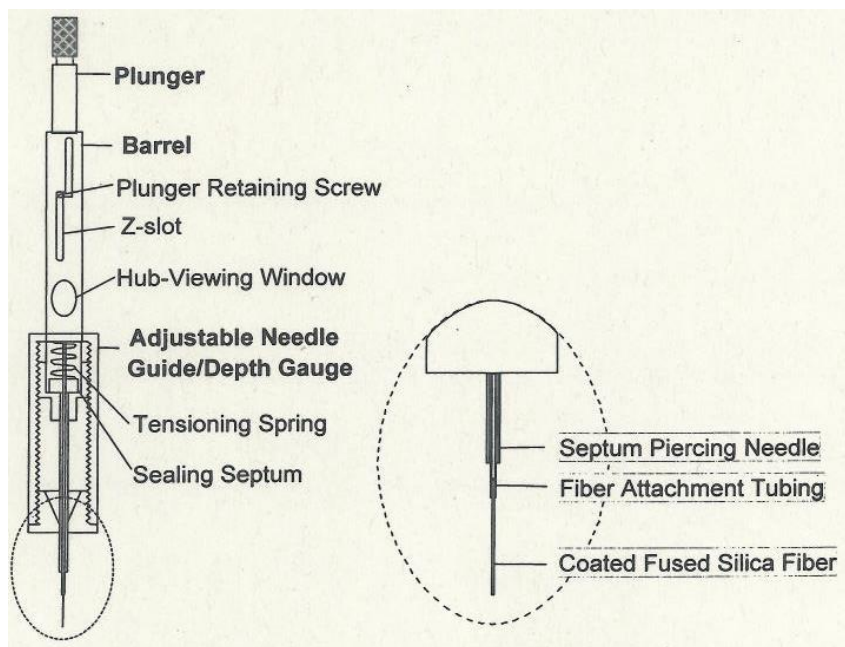 Plunger
Barrel
Plunger Retaining Screw
Z-slot
Hub-Viewing Window
Adjustable Needle
Guide/Depth Gauge
Tensioning Spring
Sealing Septum
Septum Piercing Needle
Fiber Attachment Tubing
Coated Fused Silica Fiber